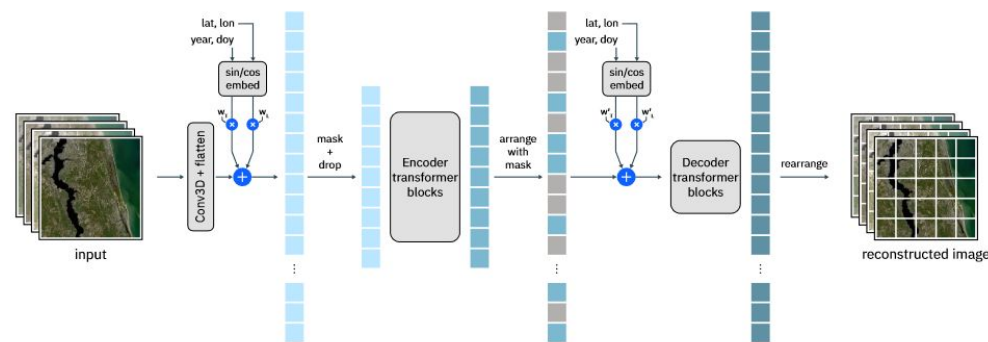 lat, lon
year, doy
sin/cos
embed
input
Conv3D + flatten
mask
+
drop
Encoder
transformer
blocks
arrange
with
mask
lat, lon
year, doy
sin/cos
embed
Decoder
transformer
blocks
rearrange
reconstructed image